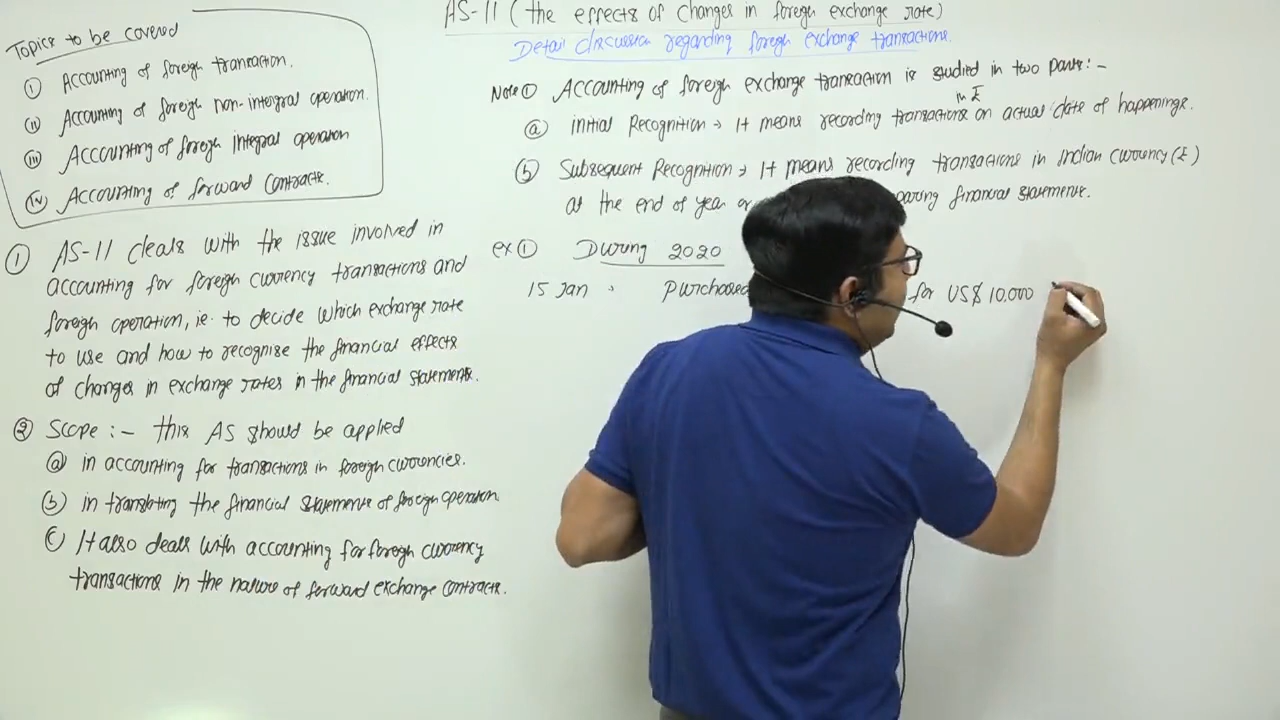 AS-11 (the effects of changes in foreign exchange rate)
Detail discussion regarding foreign exchange transactions.
Topics to be covered
(i) Accounting of foreign transaction.
(ii) Accounting of foreign non-integral operation.
(iii) Accounting of foreign integral operation
(iv) Accounting of forward contracts.
① AS-11 deals with the issue involved in
accounting for foreign currency transactions and
foreign operation, ie. to decide which exchange rate
to use and how to recognise the financial effects
of changes in exchange rates in the financial statements.
② Scope :- this AS should be applied
(a) in accounting for transactions in foreign currencies.
(b) in translating the financial statements of foreign operation.
(c) It also deals with accounting for foreign currency
transactions in the nature of forward exchange contracts.
Note ① Accounting of foreign exchange transaction is studied in two parts:-
in ₹
(a) initial Recognition → It means recording transactions on actual date of happenings.
(b) Subsequent Recognition → It means recording transactions in Indian currency (₹)
at the end of year financial statements.
ex ① During 2020
15 Jan. Purchased for US$ 10,000